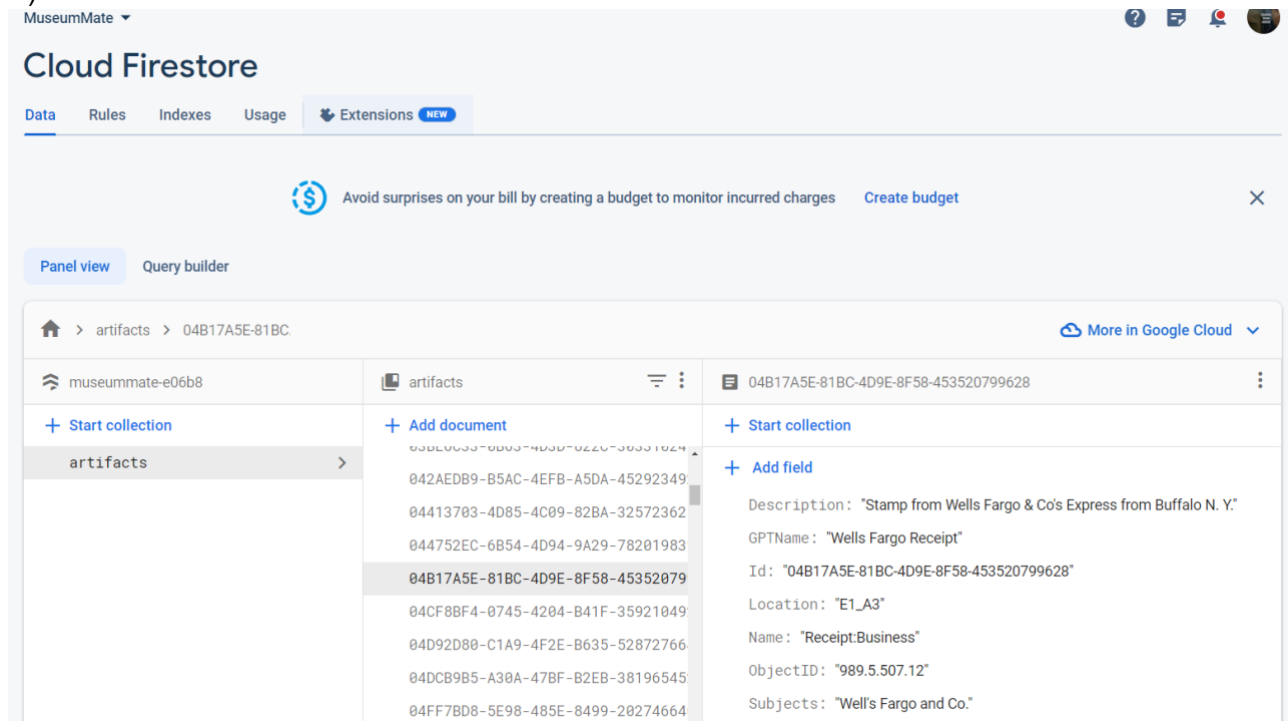 MuseumMate
Cloud Firestore
Data Rules Indexes Usage Extensions NEW
Avoid surprises on your bill by creating a budget to monitor incurred charges Create budget
Panel view Query builder
artifacts > 04B17A5E-81BC
More in Google Cloud
museummate-e06b8
+ Start collection
artifacts
artifacts
+ Add document
042AEDB9-B5AC-4EFB-A5DA-45292349
04413703-4D85-4C09-82BA-32572362
044752EC-6B54-4D94-9A29-78201983
04B17A5E-81BC-4D9E-8F58-45352079
04CF8BF4-0745-4204-B41F-35921049
04D92D80-C1A9-4F2E-B635-52872766
04DCB9B5-A30A-47BF-B2EB-38196545
04FF7BD8-5E98-485E-8499-20274664
04B17A5E-81BC-4D9E-8F58-453520799628
+ Start collection
+ Add field
Description: "Stamp from Wells Fargo & Co's Express from Buffalo N. Y."
GPTName: "Wells Fargo Receipt"
Id: "04B17A5E-81BC-4D9E-8F58-453520799628"
Location: "E1_A3"
Name: "Receipt:Business"
ObjectID: "989.5.507.12"
Subjects: "Well's Fargo and Co."